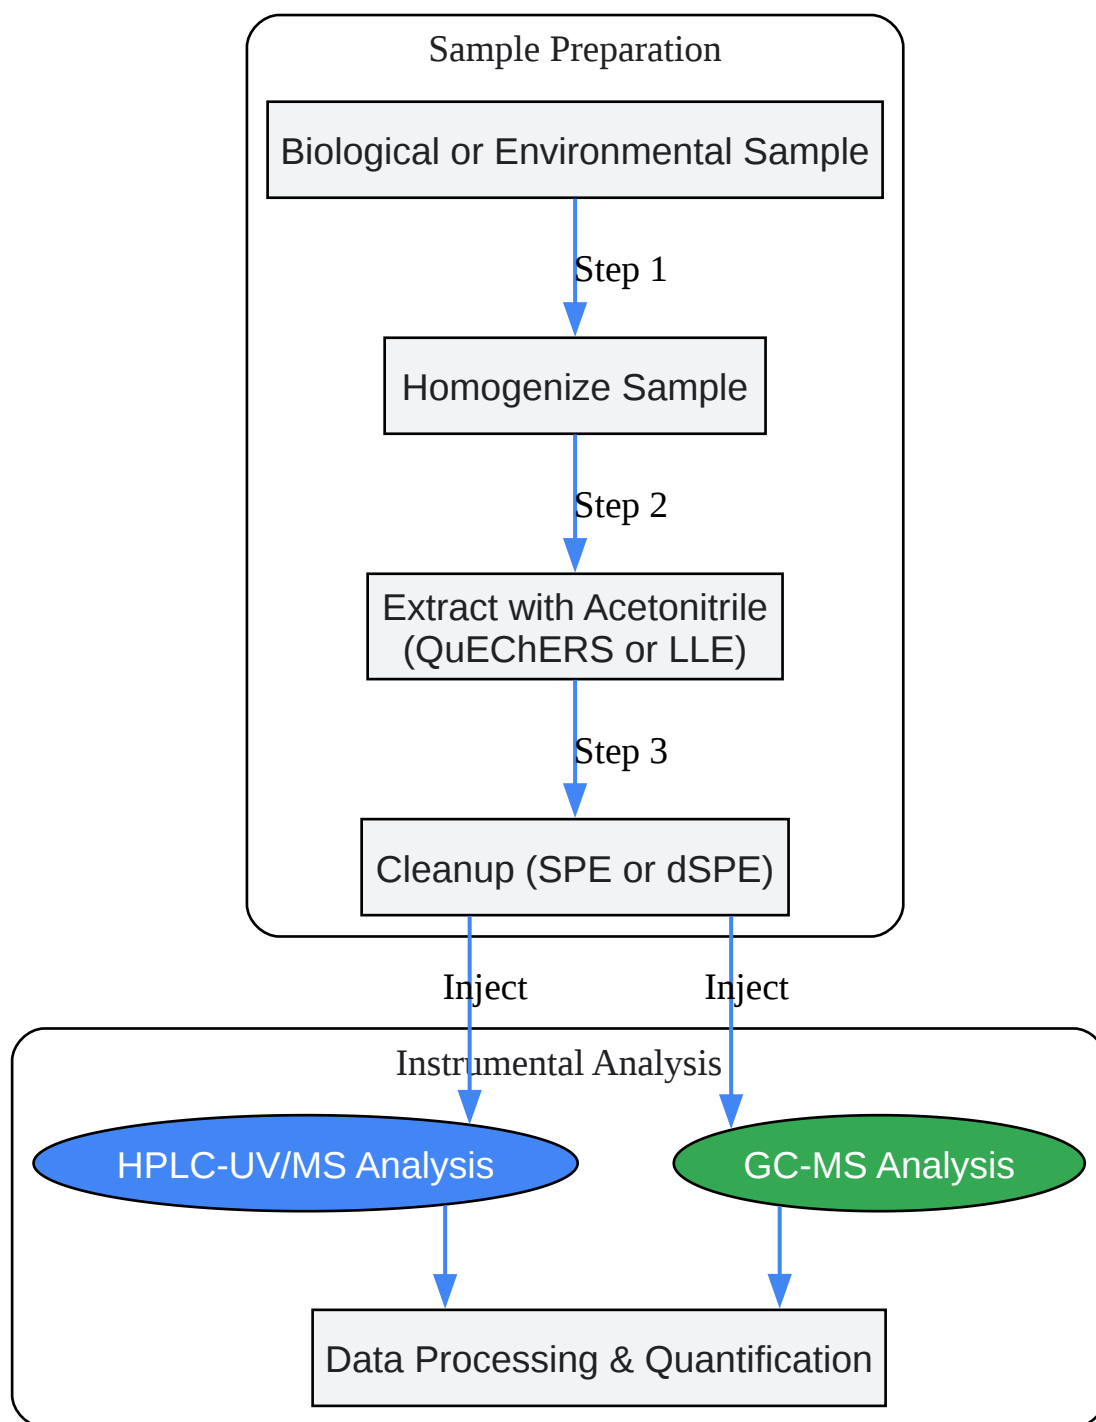 Sample Preparation
Biological or Environmental Sample
Step 1
Homogenize Sample
Step 2
Extract with Acetonitrile
(QuEChERS or LLE)
Step 3
Cleanup (SPE or dSPE)
Inject
Inject
Instrumental Analysis
HPLC-UV/MS Analysis
GC-MS Analysis
Data Processing & Quantification